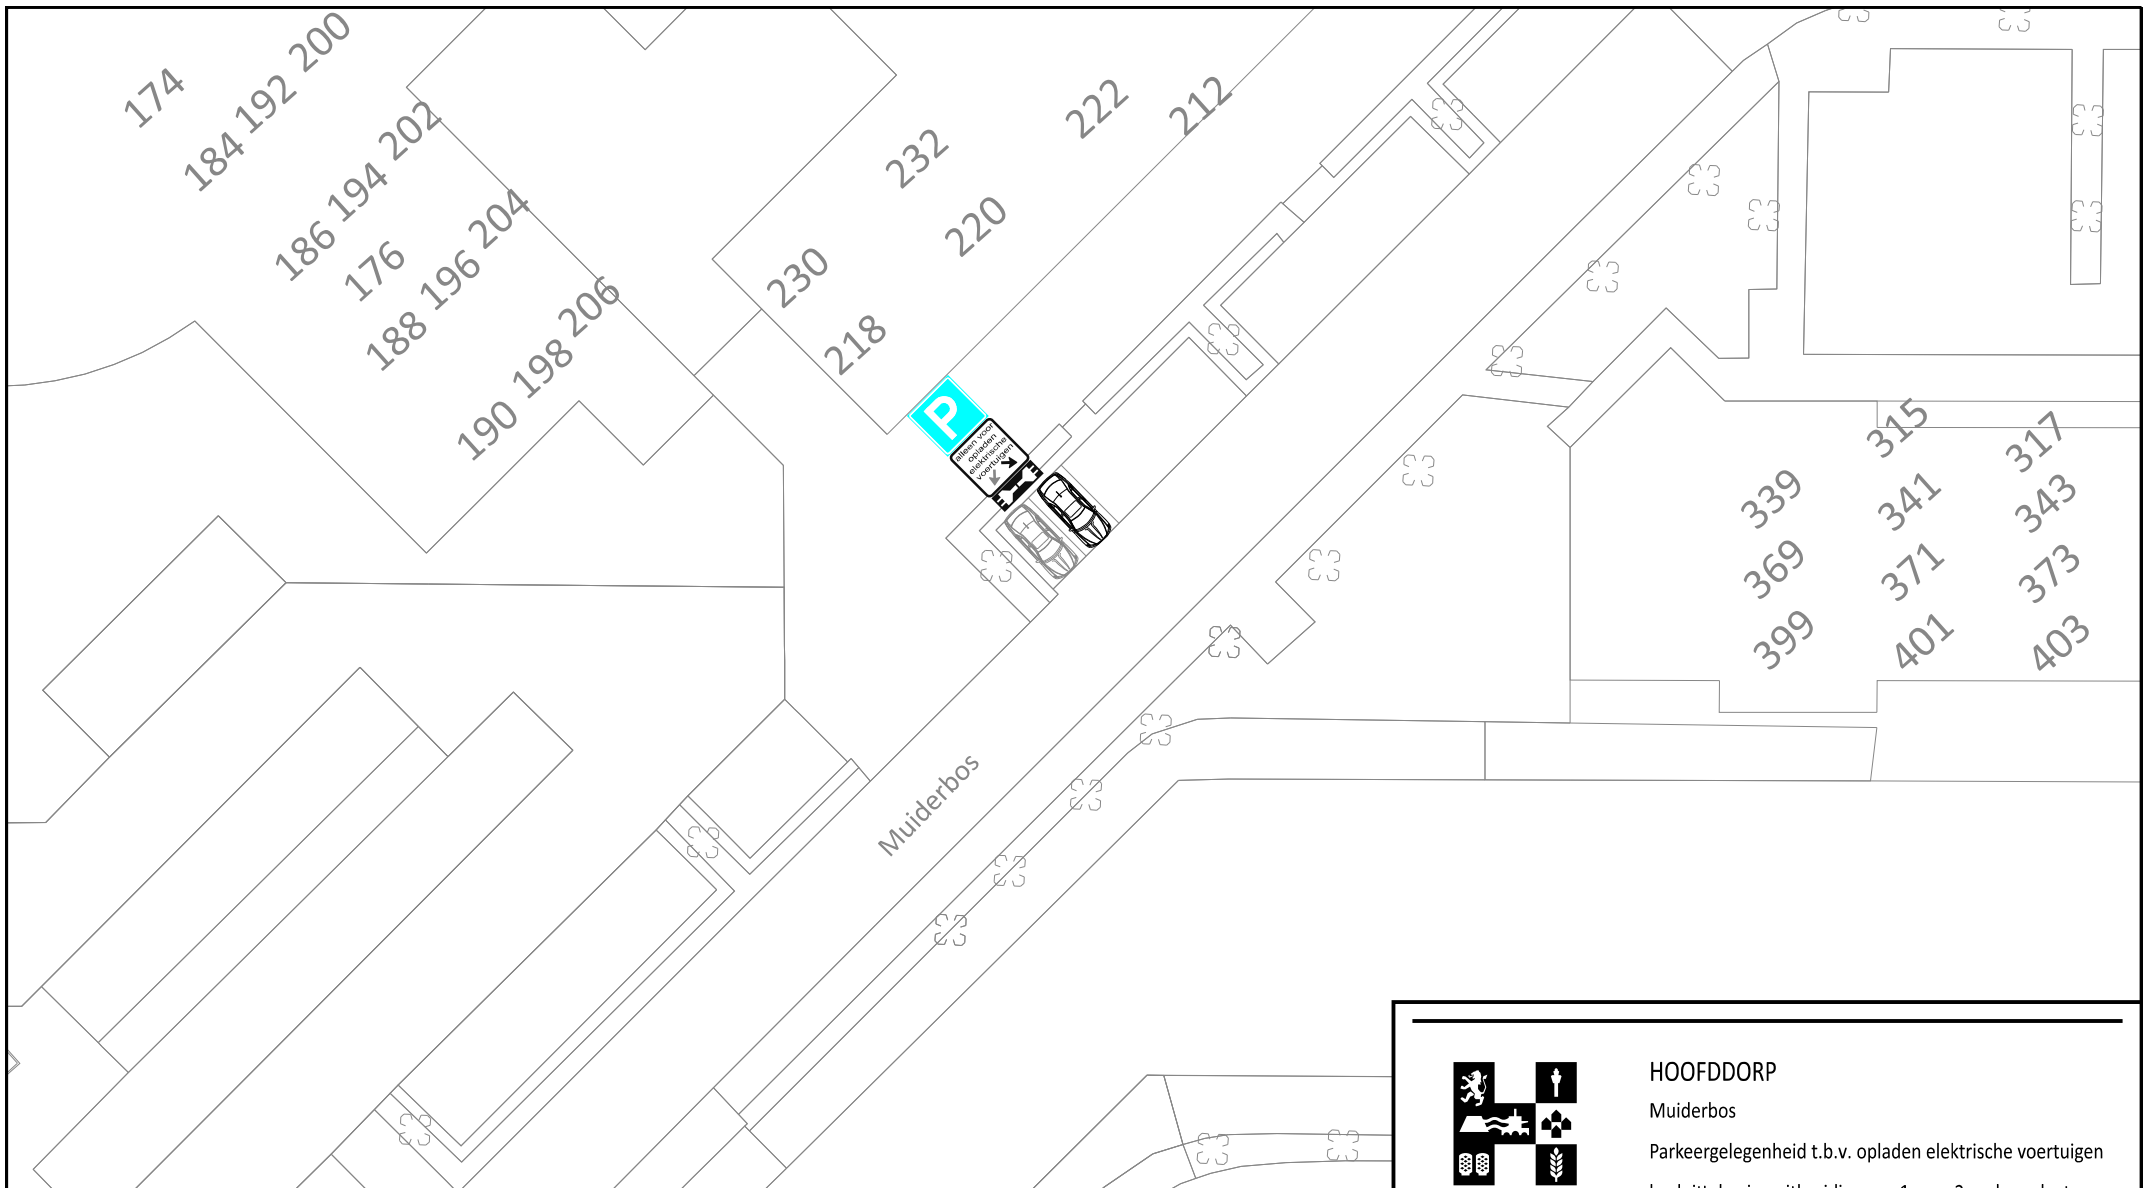 174
184 192 200
186 194 202
176
188 196 204
190 198 206
222
212
232
220
230
218
P
alleen voor
opladen
elektrische
voertuigen
315
317
339
341
343
369
371
373
399
401
403
Muiderbos
HOOFDDORP
Muiderbos
Parkeergelegenheid t.b.v. opladen elektrische voertuigen